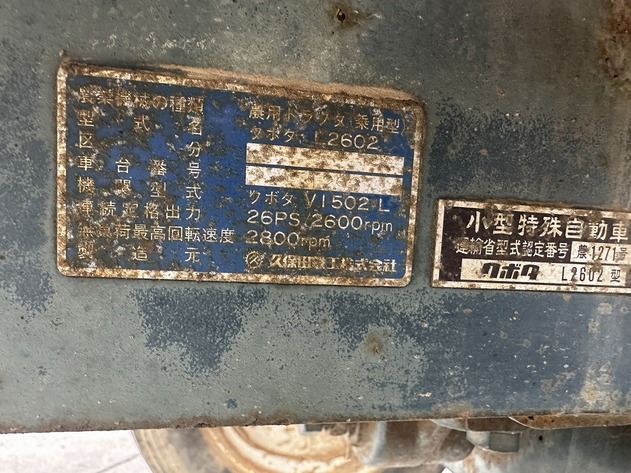 農業機械の種類 農用トラクタ(乗用型)
型式名 クボタ L2602
区分
車台番号
機関型式 クボタ V1502-L
連続定格出力 26PS/2600rpm
無負荷最高回転速度 2800rpm
製造元 久保田鉄工株式会社
小型特殊自動車
運輸省型式認定番号 農1271号
クボタ L2602型